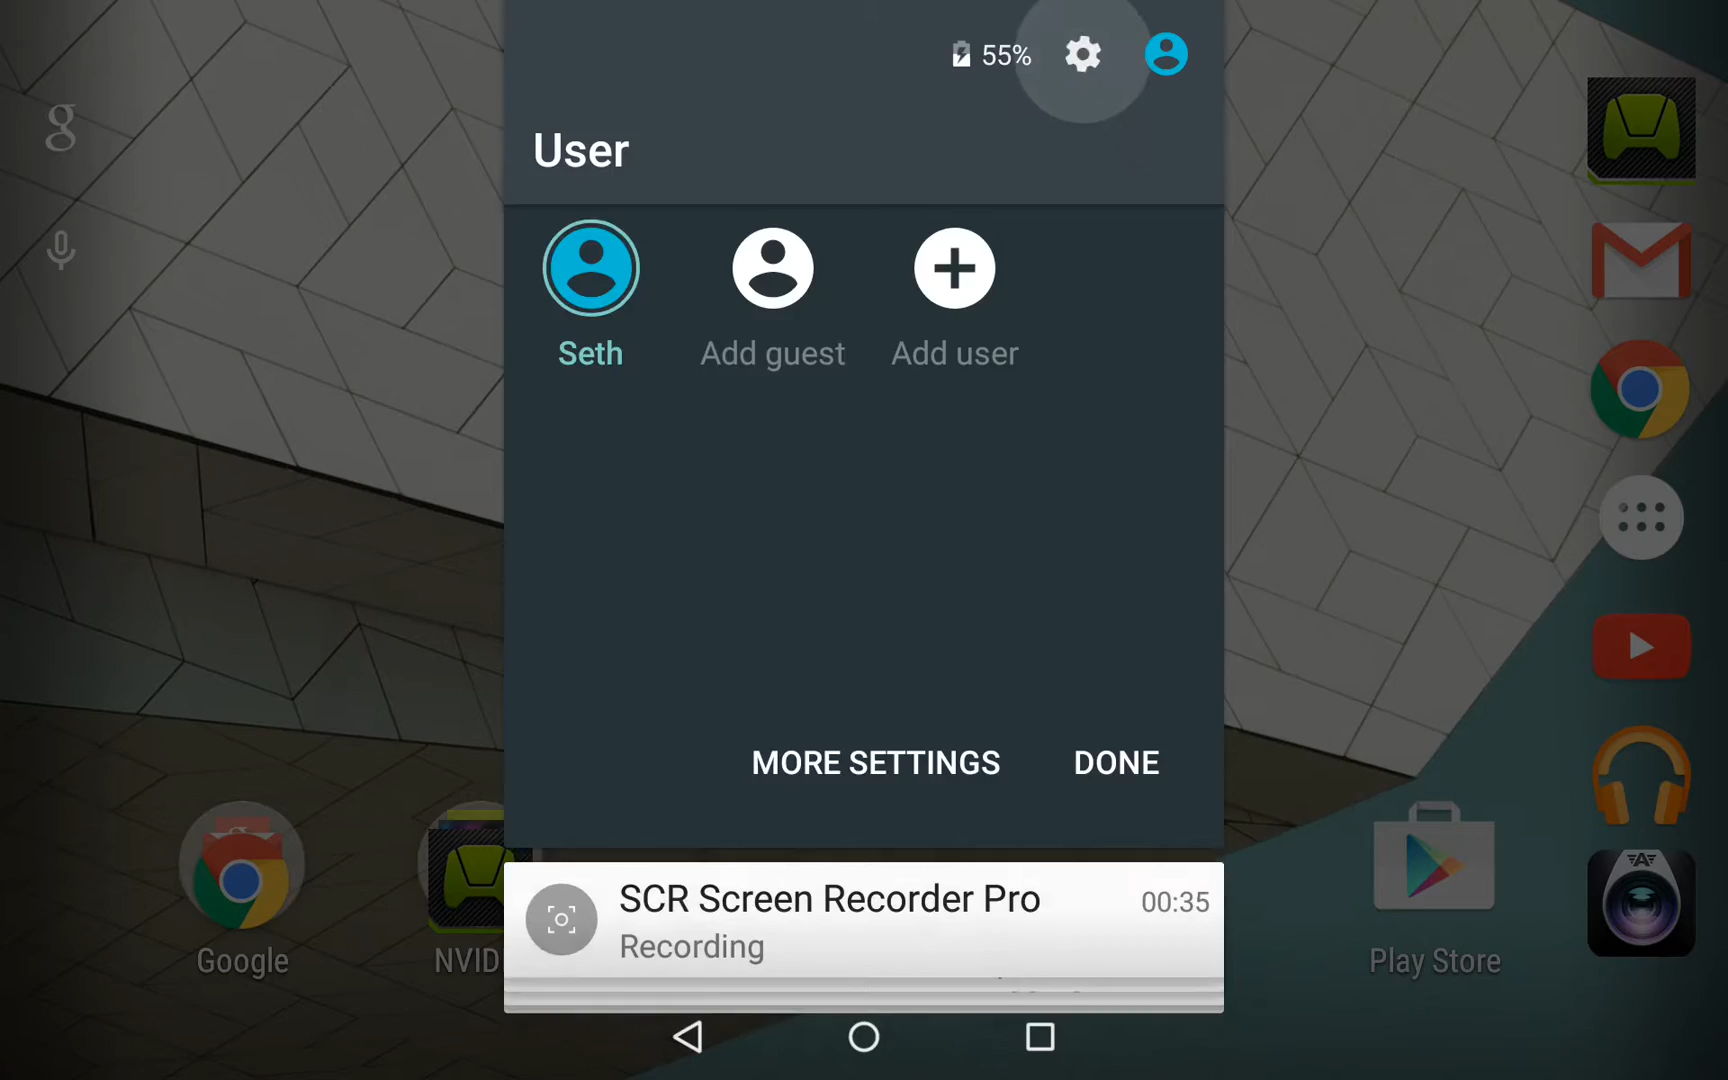 55%
User
Seth
Add guest
Add user
MORE SETTINGS
DONE
SCR Screen Recorder Pro
00:35
Recording
Google
NVID
Play Store